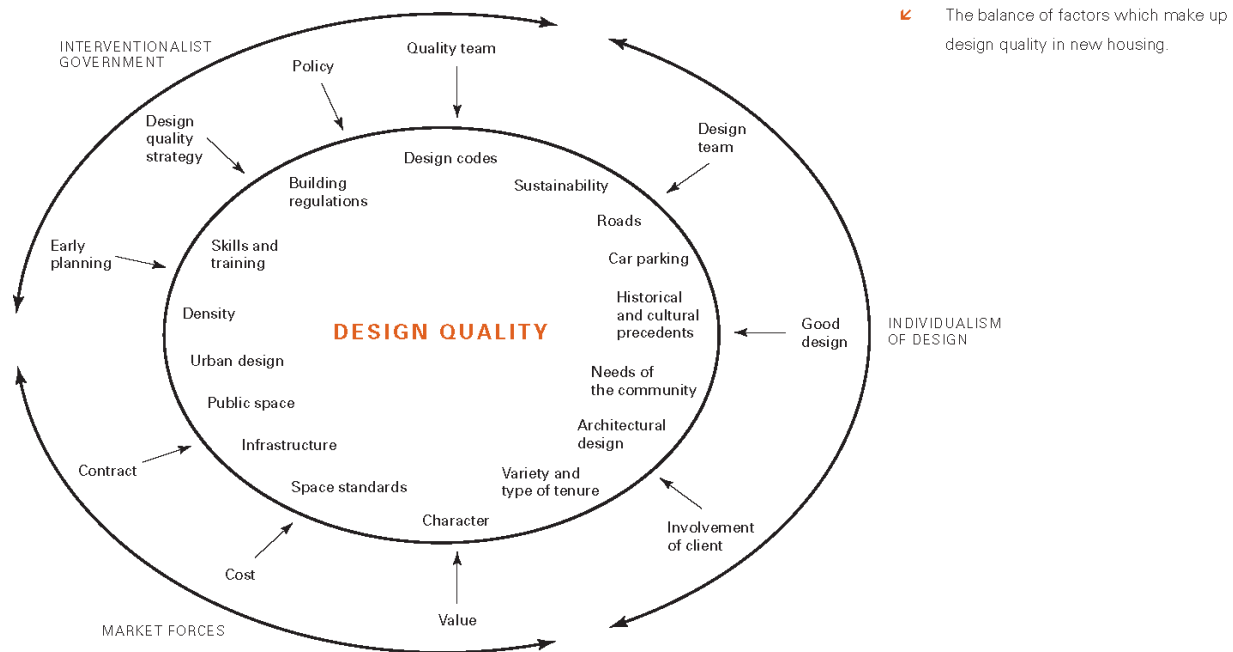 The balance of factors which make up
design quality in new housing.
INTERVENTIONALIST
GOVERNMENT
Policy
Quality team
Design
quality
strategy
Design
team
Early
planning
Good
design
INDIVIDUALISM
OF DESIGN
Contract
Involvement
of client
Cost
Value
MARKET FORCES
Design codes
Sustainability
Building
regulations
Roads
Skills and
training
Car parking
Density
Historical
and cultural
precedents
DESIGN QUALITY
Urban design
Needs of
the community
Public space
Architectural
design
Infrastructure
Variety and
type of tenure
Space standards
Character